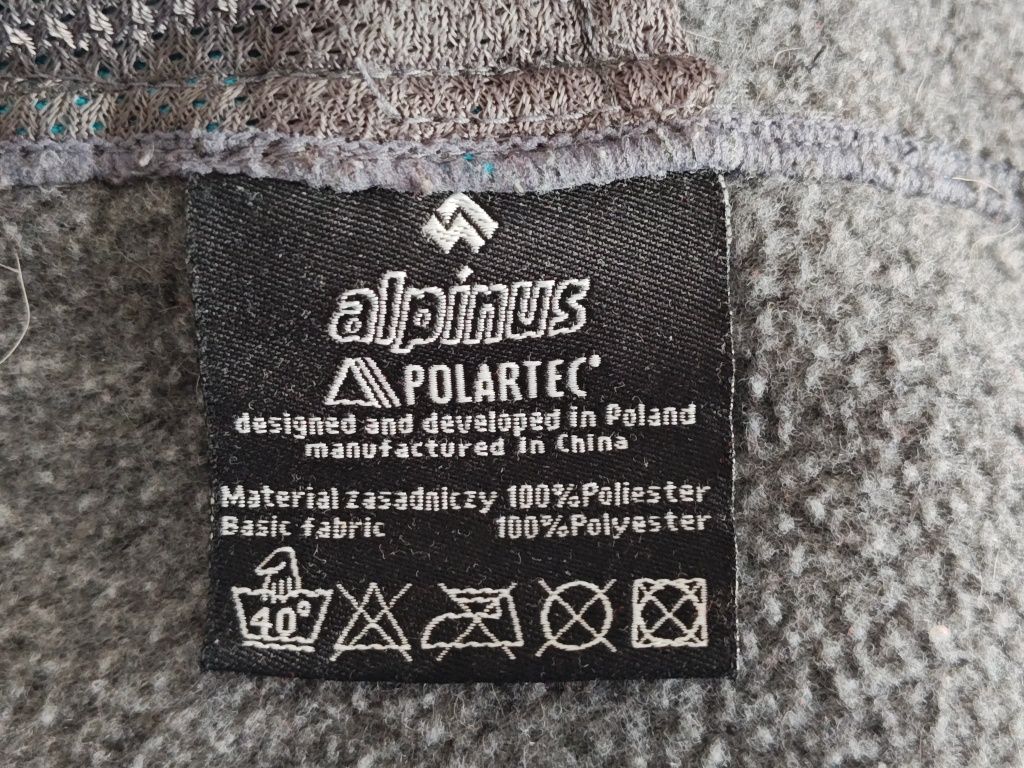 alpinus
POLARTEC®
designed and developed in Poland
manufactured in China
Material zasadniczy 100%Poliester
Basic fabric 100%Polyester
40°